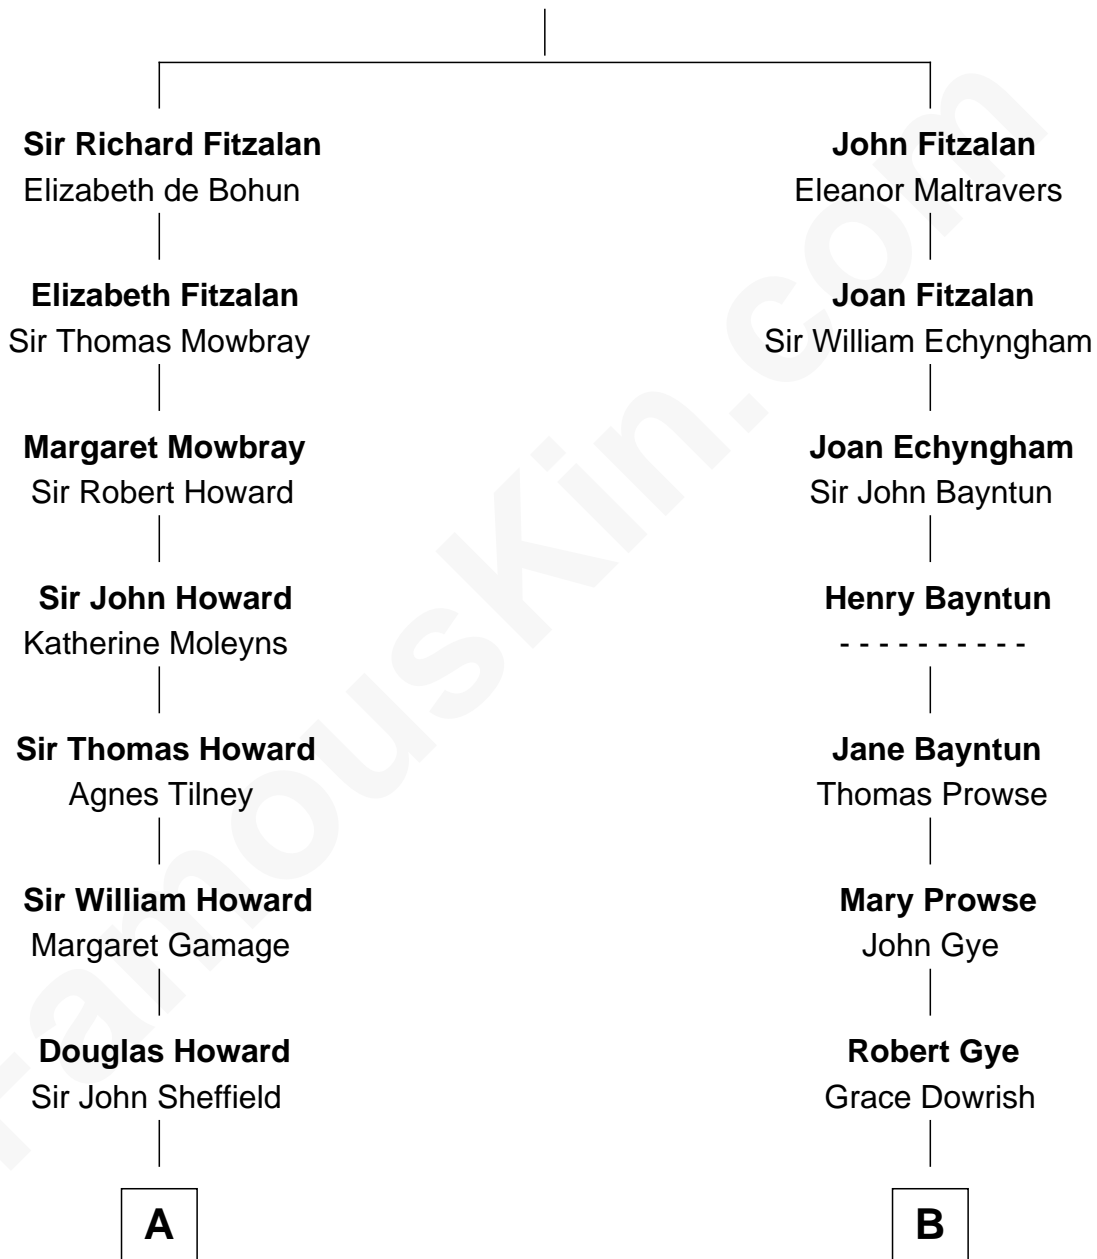 Sir Richard Fitzalan
Elizabeth de Bohun
Elizabeth Fitzalan
Sir Thomas Mowbray
Margaret Mowbray
Sir Robert Howard
Sir John Howard
Katherine Moleyns
Sir Thomas Howard
Agnes Tilney
Sir William Howard
Margaret Gamage
Douglas Howard
Sir John Sheffield
A
John Fitzalan
Eleanor Maltravers
Joan Fitzalan
Sir William Echyngham
Joan Echyngham
Sir John Bayntun
Henry Bayntun
- - - - - - - - - -
Jane Bayntun
Thomas Prowse
Mary Prowse
John Gye
Robert Gye
Grace Dowrish
B
FamousKin.com